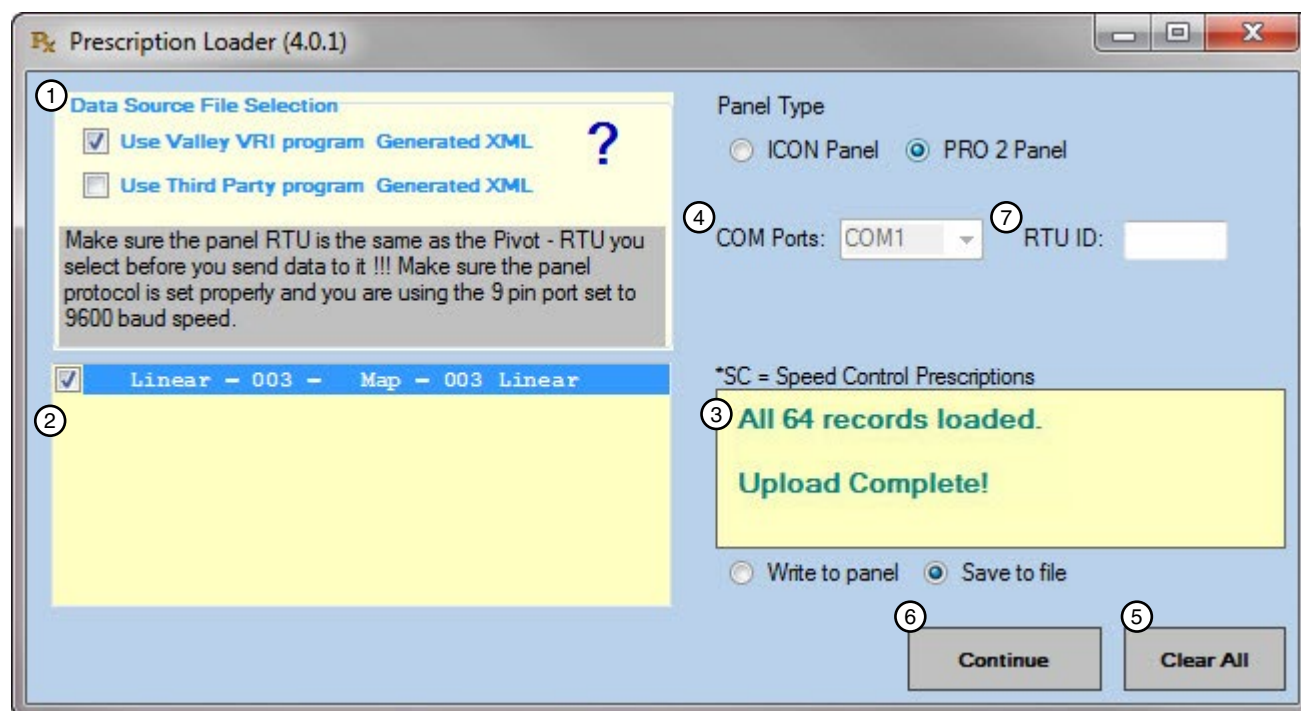 Rx Prescription Loader (4.0.1)
1 Data Source File Selection
Use Valley VRI program Generated XML ?
Use Third Party program Generated XML
Make sure the panel RTU is the same as the Pivot - RTU you
select before you send data to it !!! Make sure the panel
protocol is set properly and you are using the 9 pin port set to
9600 baud speed.
Linear - 003 - Map - 003 Linear
2
Panel Type
ICON Panel PRO 2 Panel
4 COM Ports: COM1 7 RTU ID:
*SC = Speed Control Prescriptions
3 All 64 records loaded.
Upload Complete!
Write to panel Save to file
6 5
Continue Clear All